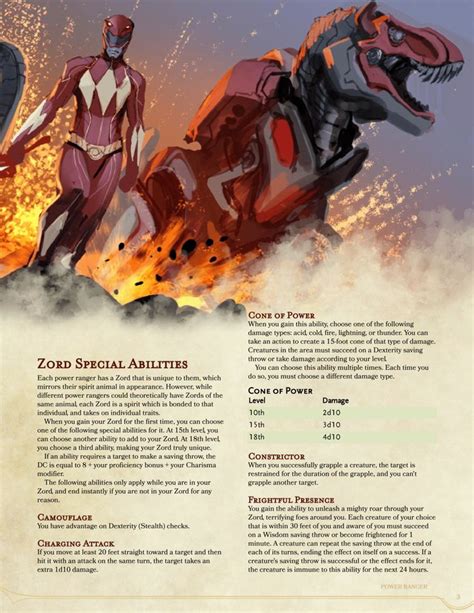 ZORD SPECIAL ABILITIES
Each power ranger has a Zord that is unique to them, which
mirrors their spirit animal in appearance. However, while
different power rangers could theoretically have Zords of the
same animal, each Zord is a spirit which is bonded to that
individual, and takes on individual traits.
When you gain your Zord for the first time, you can choose
one of the following special abilities for it. At 15th level, you
can choose another ability to add to your Zord. At 18th level,
you choose a third ability, making your Zord truly unique.
If an ability requires a target to make a saving throw, the
DC is equal to 8 + your proficiency bonus + your Charisma
modifier.
The following abilities only apply while you are in your
Zord, and end instantly if you are not in your Zord for any
reason.
CAMOUFLAGE
You have advantage on Dexterity (Stealth) checks.
CHARGING ATTACK
If you move at least 20 feet straight toward a target and then
hit it with an attack on the same turn, the target takes an
extra 1d10 damage.
CONE OF POWER
When you gain this ability, choose one of the following
damage types: acid, cold, fire, lightning, or thunder. You can
take an action to create a 15-foot cone of that type of damage.
Creatures in the area must succeed on a Dexterity saving
throw or take damage according to your level.
You can choose this ability multiple times. Each time you
do so, you must choose a different damage type.
CONE OF POWER
Level Damage
10th 2d10
15th 3d10
18th 4d10
CONSTRICTOR
When you successfully grapple a creature, the target is
restrained for the duration of the grapple, and you can't
grapple another target.
FRIGHTFUL PRESENCE
You gain the ability to unleash a mighty roar through your
Zord, terrifying foes around you. Each creature of your choice
that is within 30 feet of you and aware of you must succeed
on a Wisdom saving throw or become frightened for 1
minute. A creature can repeat the saving throw at the end of
each of its turns, ending the effect on itself on a success. If a
creature's saving throw is successful or the effect ends for it,
the creature is immune to this ability for the next 24 hours.
POWER RANGER
3